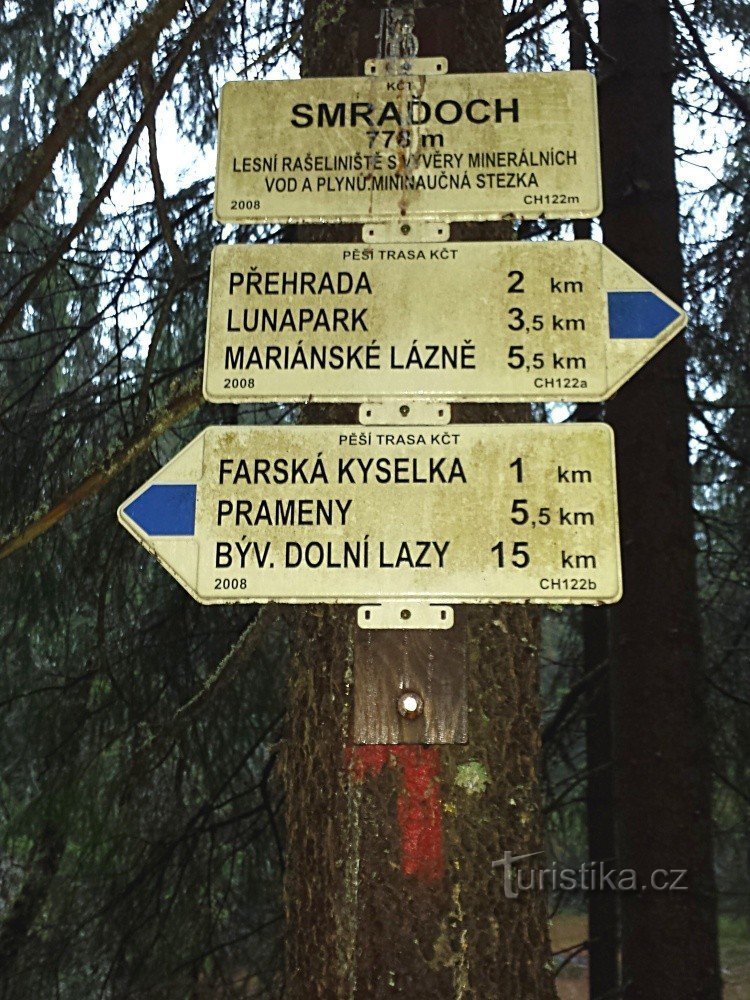 KČT
SMRAĎOCH
778 m
LESNÍ RAŠELINIŠTĚ S VÝVĚRY MINERÁLNÍCH
VOD A PLYNŮ.MININAUČNÁ STEZKA
2008 CH122m
PĚŠÍ TRASA KČT
PŘEHRADA 2 km
LUNAPARK 3,5 km
MARIÁNSKÉ LÁZNĚ 5,5 km
2008 CH122a
PĚŠÍ TRASA KČT
FARSKÁ KYSELKA 1 km
PRAMENY 5,5 km
BÝV. DOLNÍ LAZY 15 km
2008 CH122b
Turistika.cz